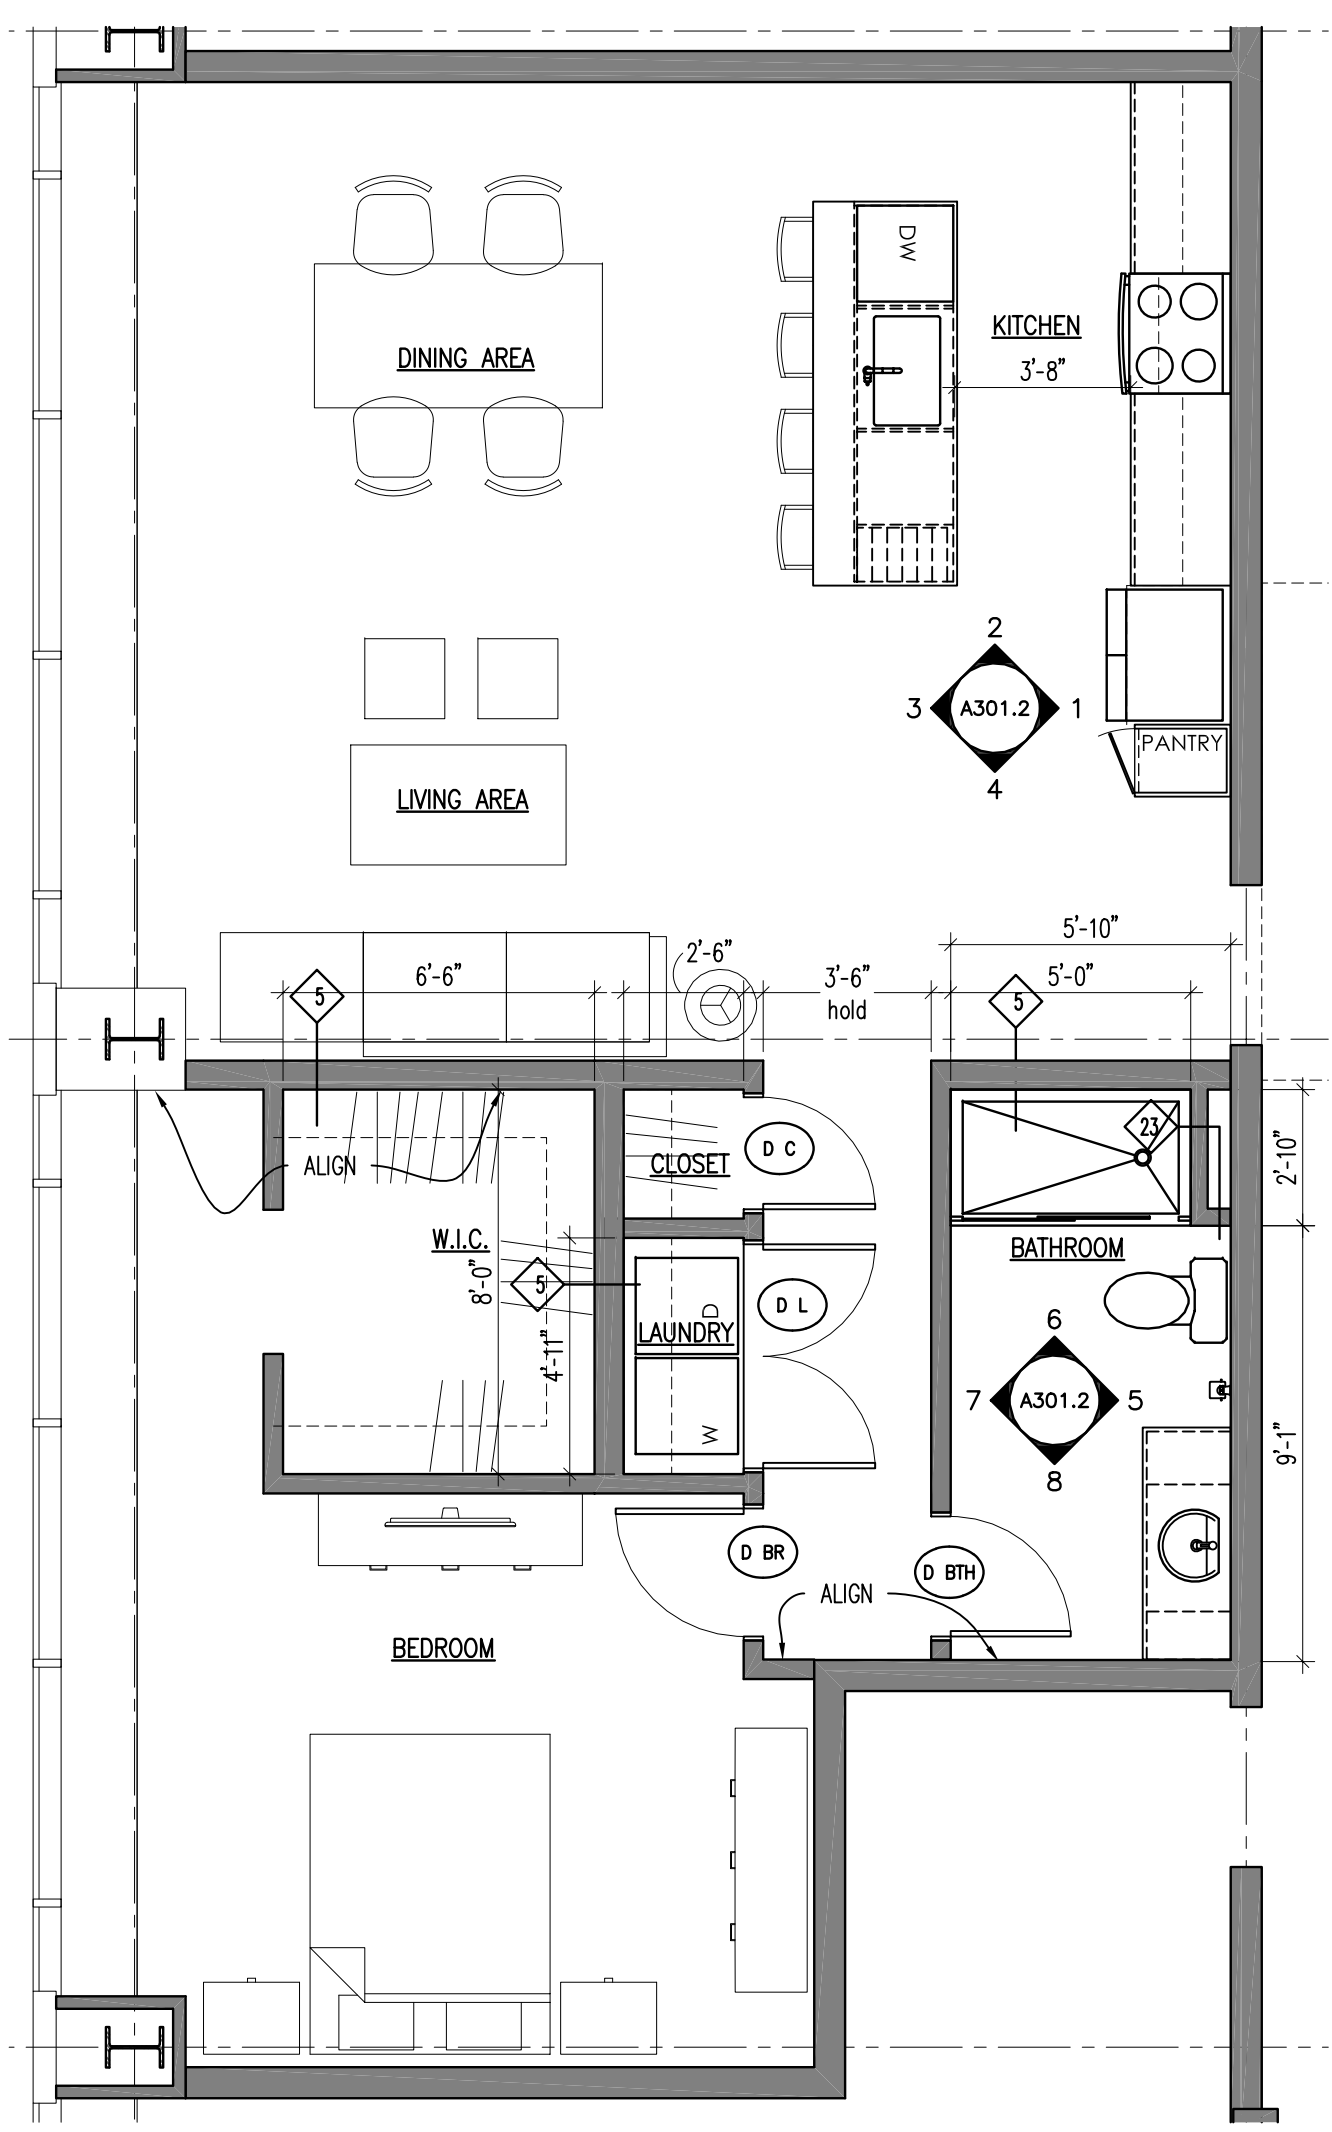 DW
KITCHEN
3'-8"
DINING AREA
2
3
A301.2
1
4
PANTRY
LIVING AREA
5'-10"
2'-6"
6'-6"
5
3'-6"
hold
5'-0"
5
23
2'-10"
D C
ALIGN
CLOSET
W.I.C.
8'-0"
BATHROOM
5
D
D L
LAUNDRY
4'-11"
6
7
A301.2
5
8
W
9'-1"
D BR
D BTH
ALIGN
BEDROOM